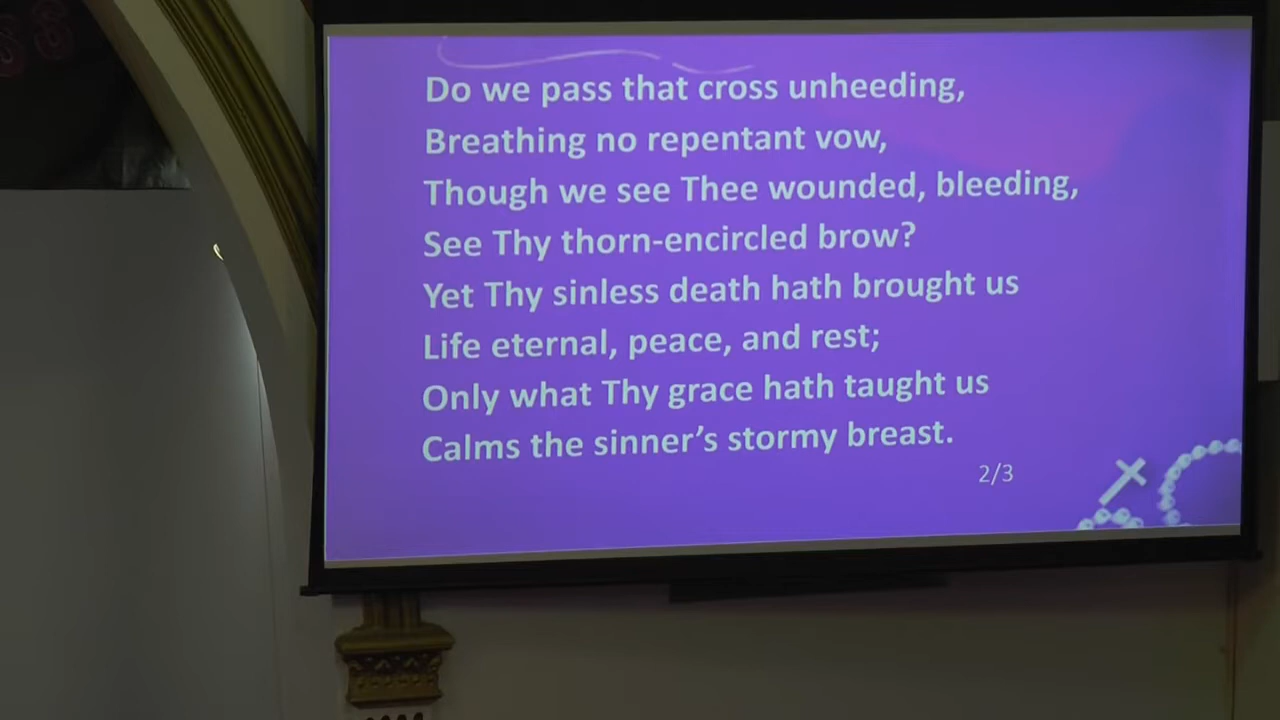 Do we pass that cross unheeding,
Breathing no repentant vow,
Though we see Thee wounded, bleeding,
See Thy thorn-encircled brow?
Yet Thy sinless death hath brought us
Life eternal, peace, and rest;
Only what Thy grace hath taught us
Calms the sinner’s stormy breast.
2/3